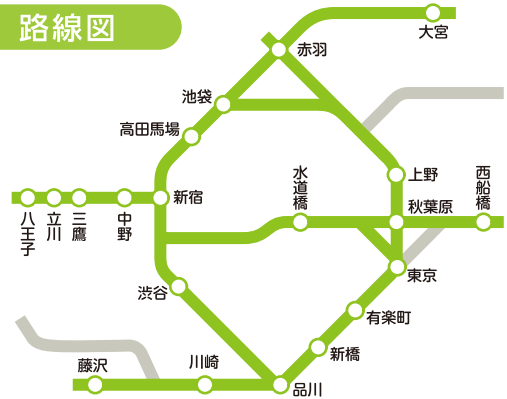 路線図
大宮
赤羽
池袋
高田馬場
上野
水道橋
西船橋
新宿
秋葉原
八王子
立川
三鷹
中野
東京
渋谷
有楽町
新橋
藤沢
川崎
品川